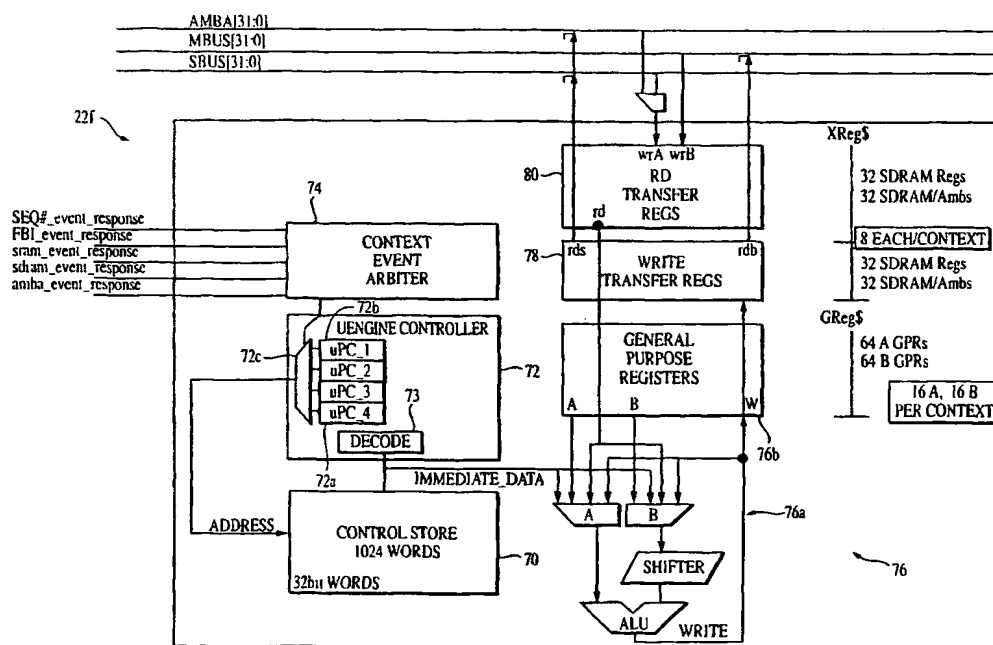 AMBA[31:0]
MBUS[31:0]
SBUS[31:0]
22f
wrA wrB
80
RD
TRANSFER
REGS
rd
XReg$
32 SDRAM Regs
32 SDRAM/Ambs
8 EACH/CONTEXT
32 SDRAM Regs
32 SDRAM/Ambs
SEQ#_event_response
FBI_event_response
sram_event_response
sdram_event_response
amba_event_response
74
CONTEXT
EVENT
ARBITER
78
rds
rdb
WRITE
TRANSFER REGS
72b
UENGINE CONTROLLER
72c
uPC_1
uPC_2
uPC_3
uPC_4
72
73
DECODE
72a
GENERAL
PURPOSE
REGISTERS
A
B
W
76b
GReg$
64 A GPRs
64 B GPRs
16 A, 16 B
PER CONTEXT
IMMEDIATE_DATA
ADDRESS
CONTROL STORE
1024 WORDS
32bit WORDS
70
A
B
76a
SHIFTER
76
ALU
WRITE